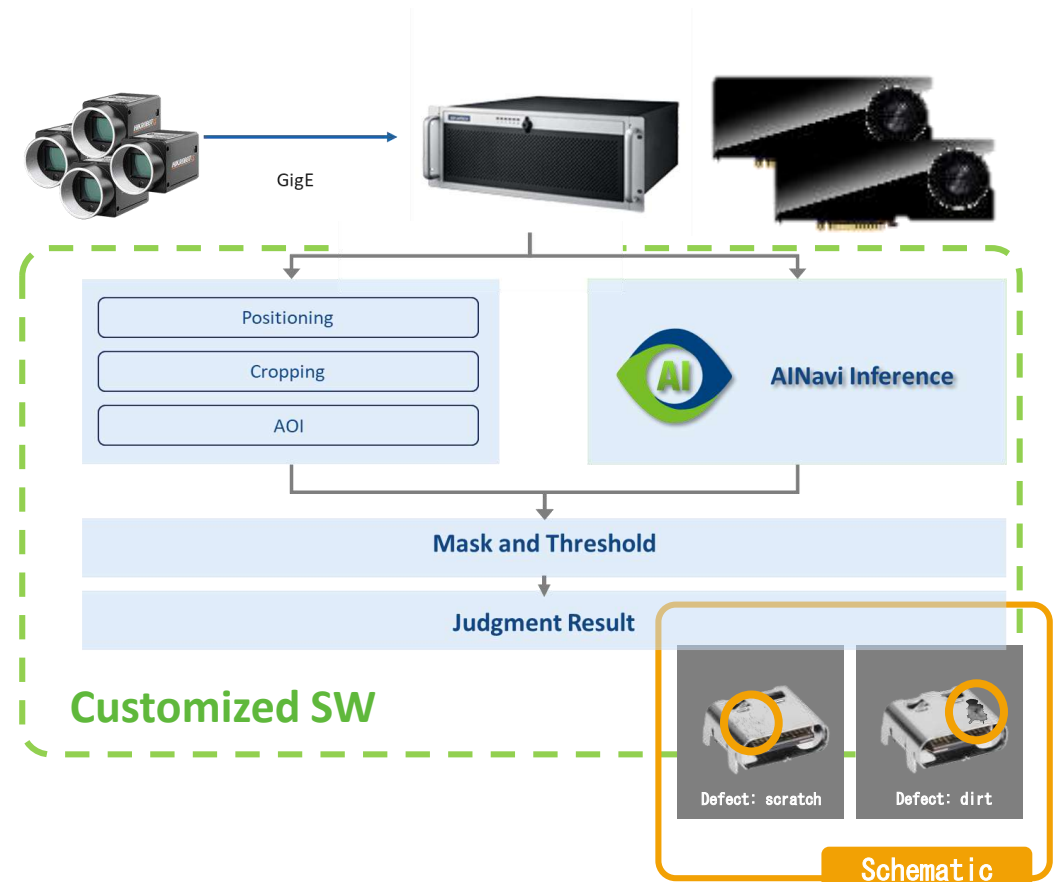 GigE
Positioning
Cropping
AOI
AI
AINavi Inference
Mask and Threshold
Judgment Result
Customized SW
Defect: scratch
Defect: dirt
Schematic